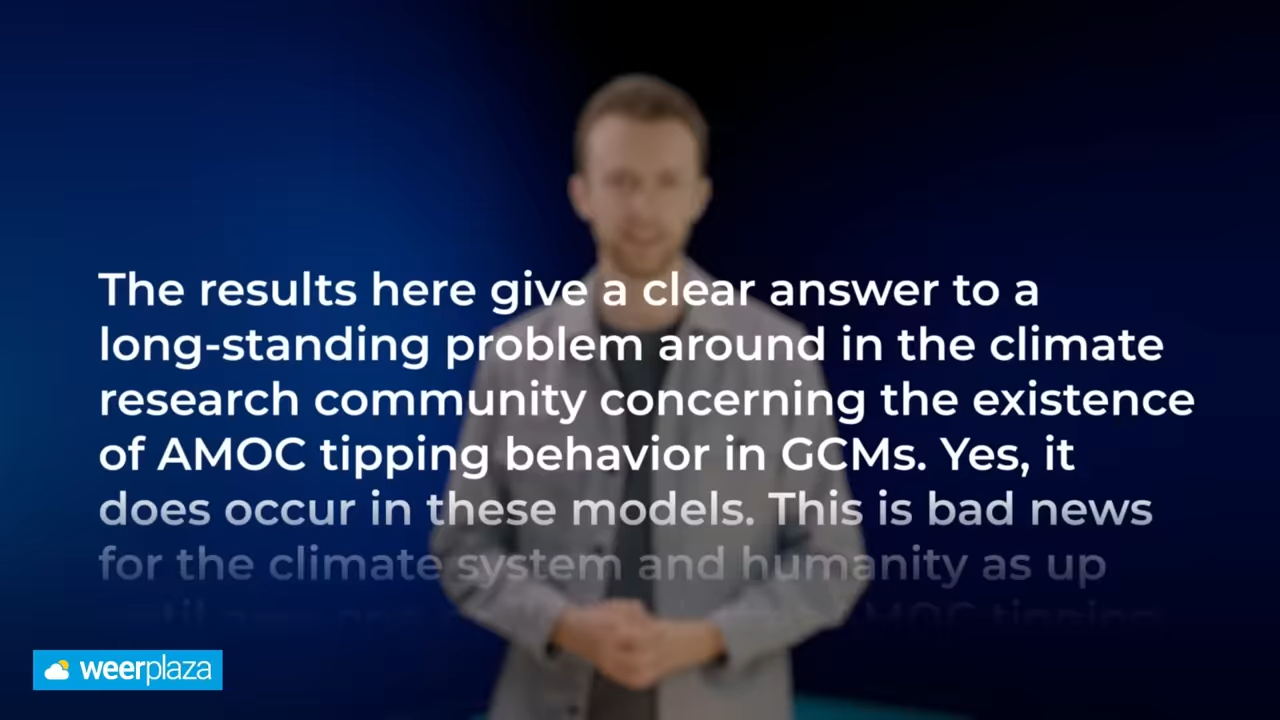 The results here give a clear answer to a
long-standing problem around in the climate
research community concerning the existence
of AMOC tipping behavior in GCMs. Yes, it
does occur in these models. This is bad news
for the climate system and humanity as up
AMOC tipping
weerplaza